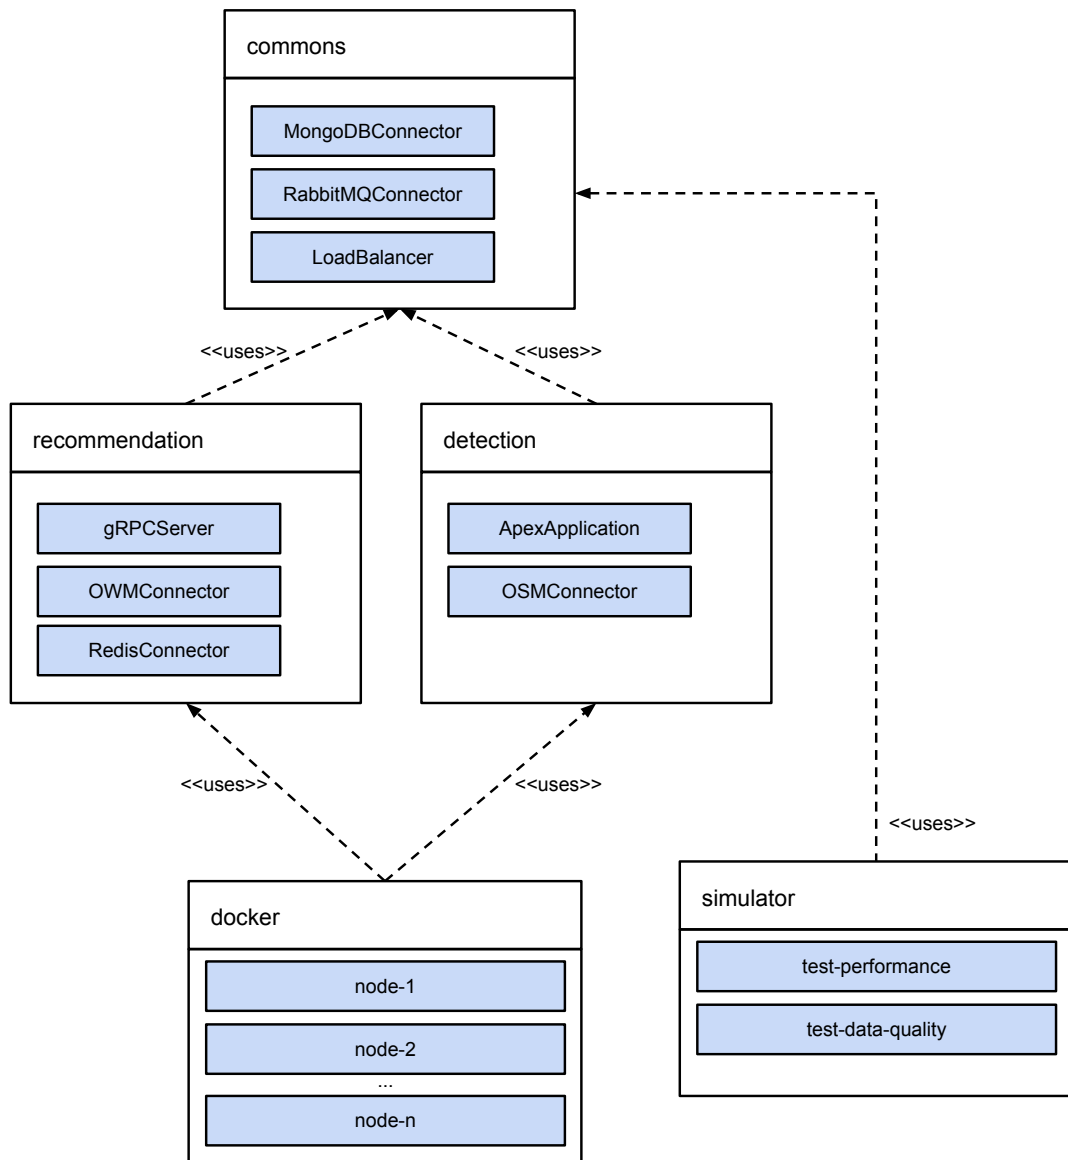 commons
MongoDBConnector
RabbitMQConnector
LoadBalancer
<<uses>>
<<uses>>
recommendation
gRPCServer
OWMConnector
RedisConnector
detection
ApexApplication
OSMConnector
<<uses>>
<<uses>>
<<uses>>
docker
node-1
node-2
...
node-n
simulator
test-performance
test-data-quality